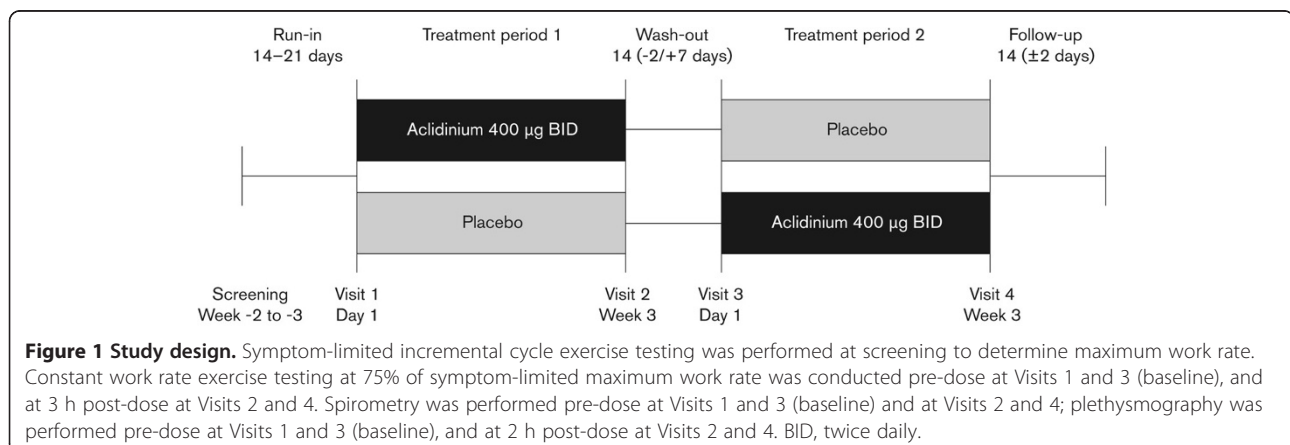 Run-in
14–21 days
Treatment period 1
Wash-out
14 (-2/+7 days)
Treatment period 2
Follow-up
14 (±2 days)
Aclidinium 400 µg BID
Placebo
Placebo
Aclidinium 400 µg BID
Screening
Week -2 to -3
Visit 1
Day 1
Visit 2
Week 3
Visit 3
Day 1
Visit 4
Week 3
Figure 1 Study design. Symptom-limited incremental cycle exercise testing was performed at screening to determine maximum work rate.
Constant work rate exercise testing at 75% of symptom-limited maximum work rate was conducted pre-dose at Visits 1 and 3 (baseline), and
at 3 h post-dose at Visits 2 and 4. Spirometry was performed pre-dose at Visits 1 and 3 (baseline) and at Visits 2 and 4; plethysmography was
performed pre-dose at Visits 1 and 3 (baseline), and at 2 h post-dose at Visits 2 and 4. BID, twice daily.